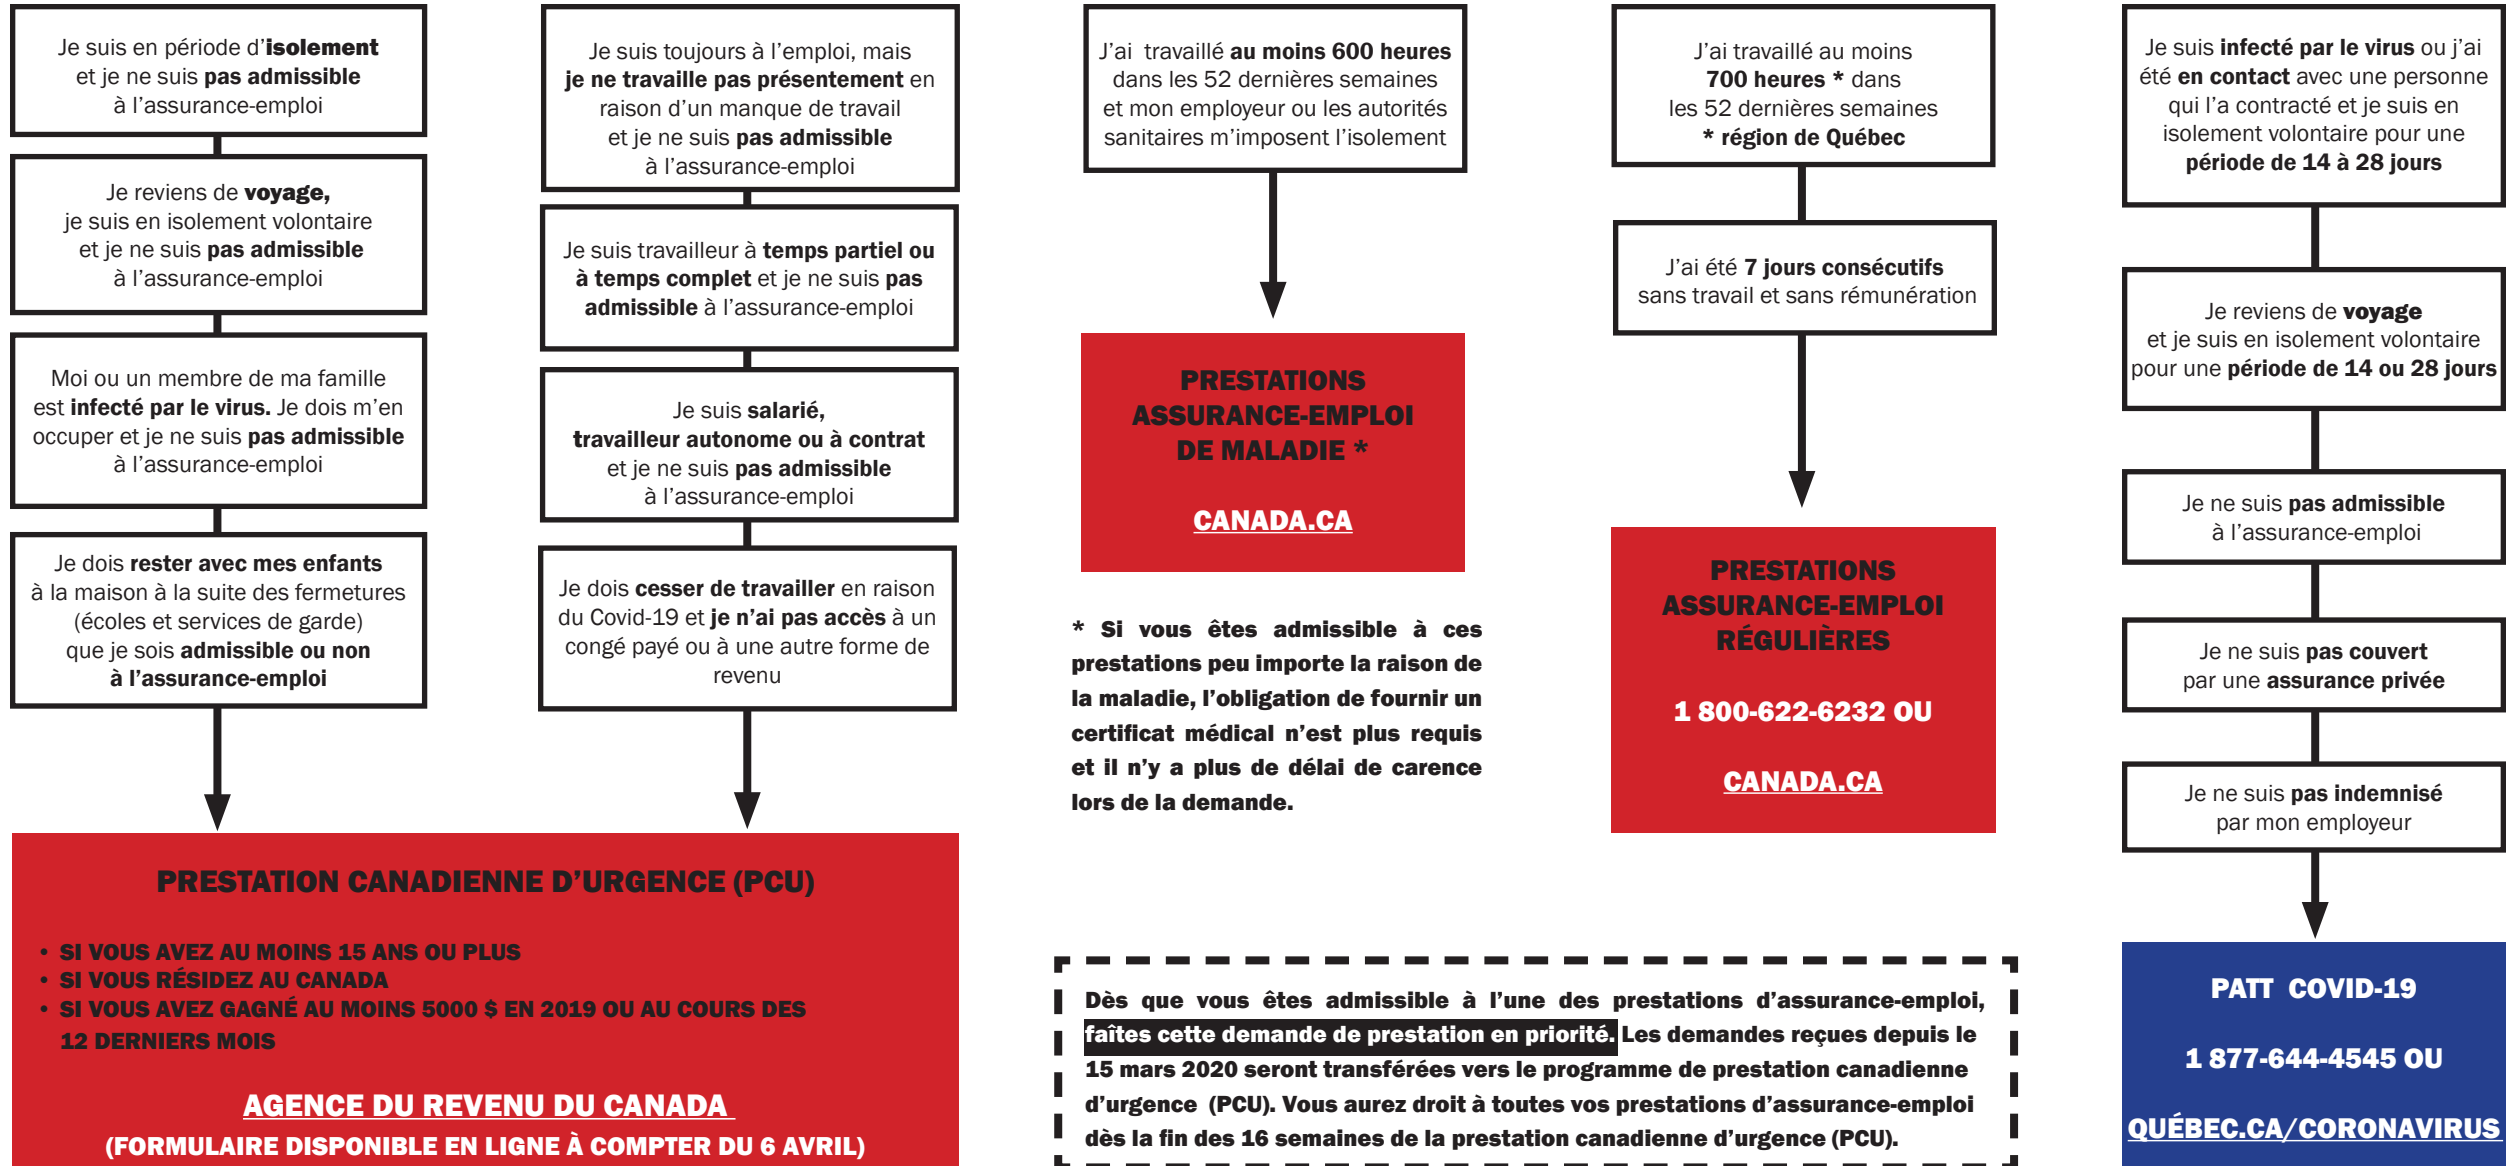 Je suis en période d'isolement
et je ne suis pas admissible
à l'assurance-emploi
Je reviens de voyage,
je suis en isolement volontaire
et je ne suis pas admissible
à l'assurance-emploi
Moi ou un membre de ma famille
est infecté par le virus. Je dois m'en
occuper et je ne suis pas admissible
à l'assurance-emploi
Je dois rester avec mes enfants
à la maison à la suite des fermetures
(écoles et services de garde)
que je sois admissible ou non
à l'assurance-emploi
Je suis toujours à l'emploi, mais
je ne travaille pas présentement en
raison d'un manque de travail
et je ne suis pas admissible
à l'assurance-emploi
Je suis travailleur à temps partiel ou
à temps complet et je ne suis pas
admissible à l'assurance-emploi
Je suis salarié,
travailleur autonome ou à contrat
et je ne suis pas admissible
à l'assurance-emploi
Je dois cesser de travailler en raison
du Covid-19 et je n'ai pas accès à un
congé payé ou à une autre forme de
revenu
PRESTATION CANADIENNE D'URGENCE (PCU)
• SI VOUS AVEZ AU MOINS 15 ANS OU PLUS
• SI VOUS RÉSIDEZ AU CANADA
• SI VOUS AVEZ GAGNÉ AU MOINS 5000 $ EN 2019 OU AU COURS DES
12 DERNIERS MOIS
AGENCE DU REVENU DU CANADA
(FORMULAIRE DISPONIBLE EN LIGNE À COMPTER DU 6 AVRIL)
J'ai travaillé au moins 600 heures
dans les 52 dernières semaines
et mon employeur ou les autorités
sanitaires m'imposent l'isolement
PRESTATIONS
ASSURANCE-EMPLOI
DE MALADIE *
CANADA.CA
* Si vous êtes admissible à ces
prestations peu importe la raison de
la maladie, l'obligation de fournir un
certificat médical n'est plus requis
et il n'y a plus de délai de carence
lors de la demande.
J'ai travaillé au moins
700 heures * dans
les 52 dernières semaines
* région de Québec
J'ai été 7 jours consécutifs
sans travail et sans rémunération
PRESTATIONS
ASSURANCE-EMPLOI
RÉGULIÈRES
1 800-622-6232 OU
CANADA.CA
Dès que vous êtes admissible à l'une des prestations d'assurance-emploi,
faîtes cette demande de prestation en priorité. Les demandes reçues depuis le
15 mars 2020 seront transférées vers le programme de prestation canadienne
d'urgence (PCU). Vous aurez droit à toutes vos prestations d'assurance-emploi
dès la fin des 16 semaines de la prestation canadienne d'urgence (PCU).
Je suis infecté par le virus ou j'ai
été en contact avec une personne
qui l'a contracté et je suis en
isolement volontaire pour une
période de 14 à 28 jours
Je reviens de voyage
et je suis en isolement volontaire
pour une période de 14 ou 28 jours
Je ne suis pas admissible
à l'assurance-emploi
Je ne suis pas couvert
par une assurance privée
Je ne suis pas indemnisé
par mon employeur
PATT COVID-19
1 877-644-4545 OU
QUÉBEC.CA/CORONAVIRUS